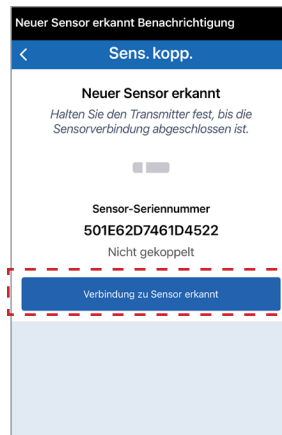 Neuer Sensor erkannt Benachrichtigung
Sens. kopp.
Neuer Sensor erkannt
Halten Sie den Transmitter fest, bis die
Sensorverbindung abgeschlossen ist.
Sensor-Seriennummer
501E62D7461D4522
Nicht gekoppelt
Verbindung zu Sensor erkannt